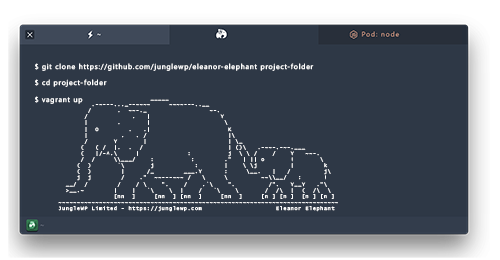 Pod: node
$ git clone https://github.com/junglewp/eleanor-elephant project-folder
$ cd project-folder
$ vagrant up
JungleWP Limited - https://junglewp.com Eleanor Elephant